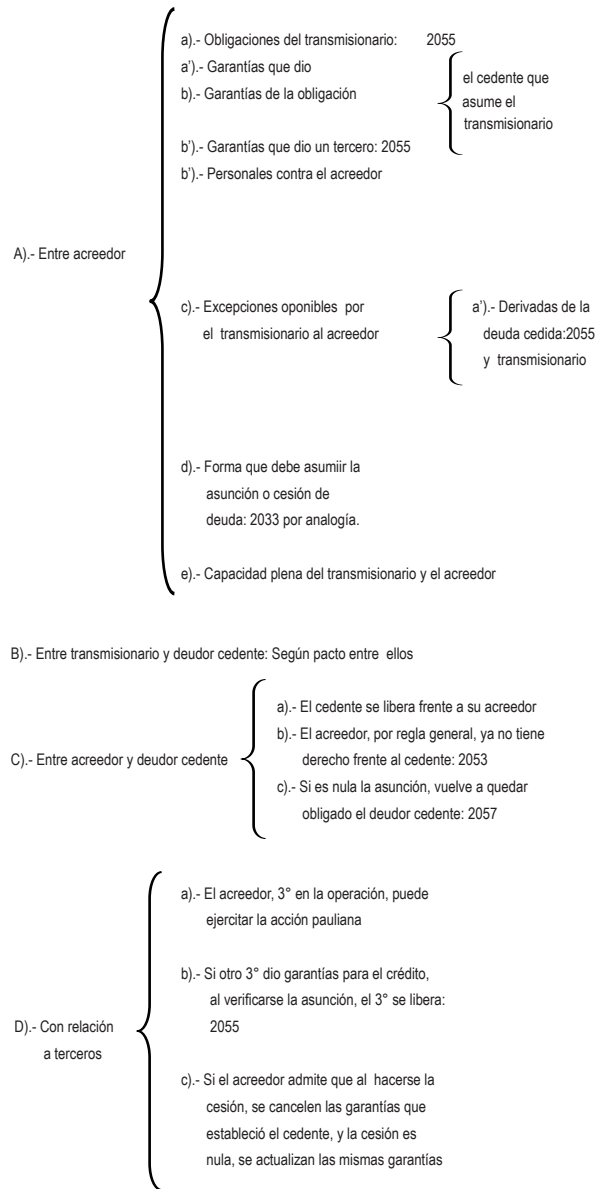 a).- Obligaciones del transmisionario: 2055
a').- Garantías que dio
b).- Garantías de la obligación
el cedente que
asume el
transmisionario
b').- Garantías que dio un tercero: 2055
b').- Personales contra el acreedor
A).- Entre acreedor
c).- Excepciones oponibles por
el transmisionario al acreedor
a').- Derivadas de la
deuda cedida:2055
y transmisionario
d).- Forma que debe asumiir la
asunción o cesión de
deuda: 2033 por analogía.
e).- Capacidad plena del transmisionario y el acreedor
B).- Entre transmisionario y deudor cedente: Según pacto entre ellos
C).- Entre acreedor y deudor cedente
a).- El cedente se libera frente a su acreedor
b).- El acreedor, por regla general, ya no tiene
derecho frente al cedente: 2053
c).- Si es nula la asunción, vuelve a quedar
obligado el deudor cedente: 2057
D).- Con relación
a terceros
a).- El acreedor, 3° en la operación, puede
ejercitar la acción pauliana
b).- Si otro 3° dio garantías para el crédito,
al verificarse la asunción, el 3° se libera:
2055
c).- Si el acreedor admite que al hacerse la
cesión, se cancelen las garantías que
estableció el cedente, y la cesión es
nula, se actualizan las mismas garantías